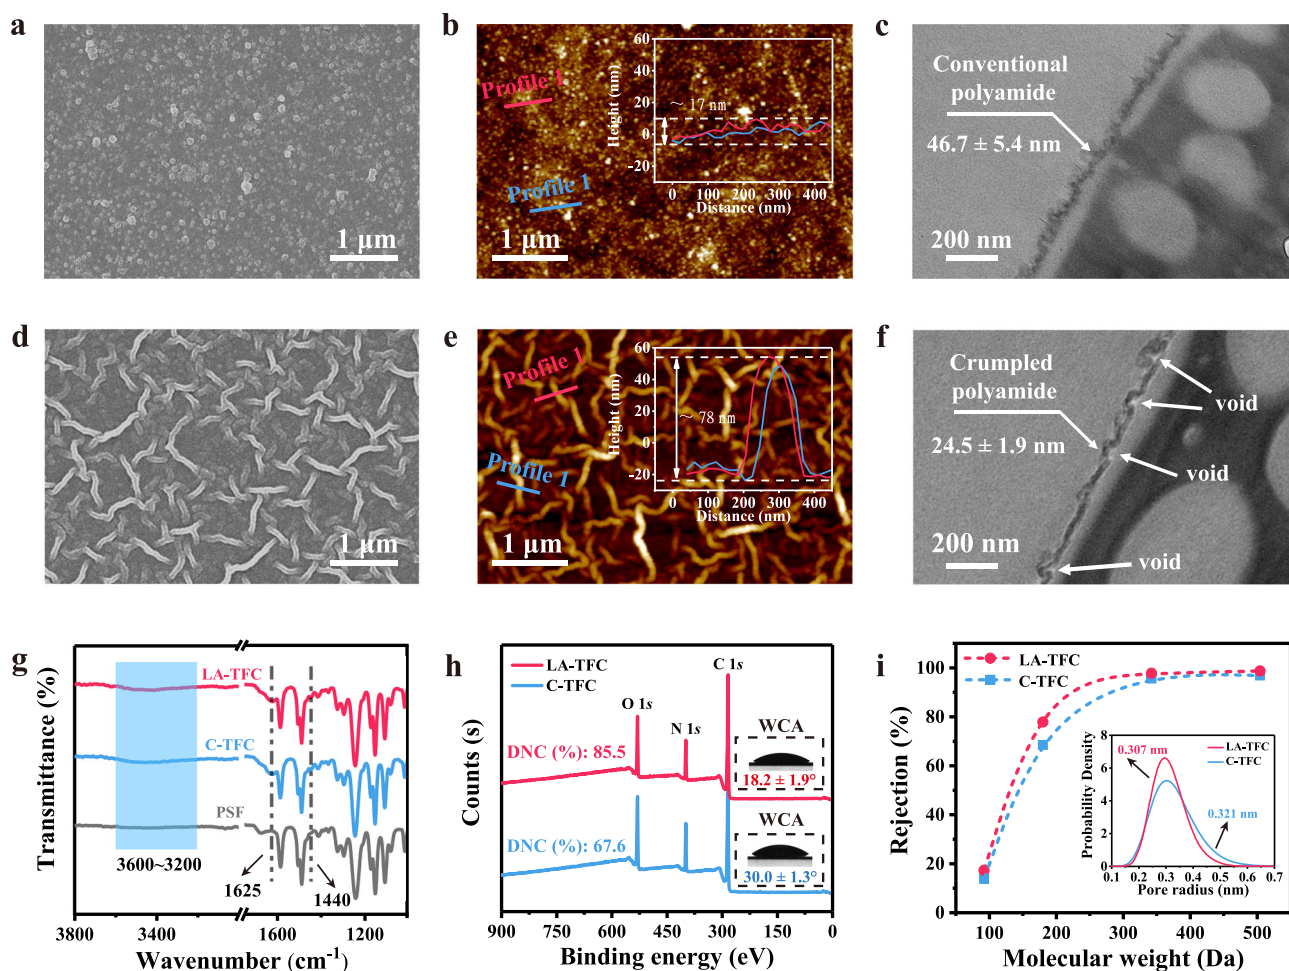 a
1 μm
b
Profile 1
Profile 1
1 μm
Height (nm)
60
40
20
0
-20
~ 17 nm
0 100 200 300 400
Distance (nm)
c
Conventional
polyamide
46.7 ± 5.4 nm
200 nm
d
1 μm
e
Profile 1
Profile 1
1 μm
Height (nm)
60
40
20
0
-20
~ 78 nm
0 100 200 300 400
Distance (nm)
f
Crumpled
polyamide
24.5 ± 1.9 nm
void
void
void
200 nm
g
Transmittance (%)
LA-TFC
C-TFC
PSF
3600~3200
1625
1440
3800 3400 1600 1200
Wavenumber (cm⁻¹)
h
Counts (s)
LA-TFC
C-TFC
C 1s
O 1s
N 1s
DNC (%): 85.5
WCA
18.2 ± 1.9°
DNC (%): 67.6
WCA
30.0 ± 1.3°
900 750 600 450 300 150 0
Binding energy (eV)
i
Rejection (%)
100
80
60
40
20
0
LA-TFC
C-TFC
Probability Density
8
6
4
2
0
0.307 nm
LA-TFC
C-TFC
0.321 nm
0.1 0.2 0.3 0.4 0.5 0.6 0.7
Pore radius (nm)
100 200 300 400 500
Molecular weight (Da)